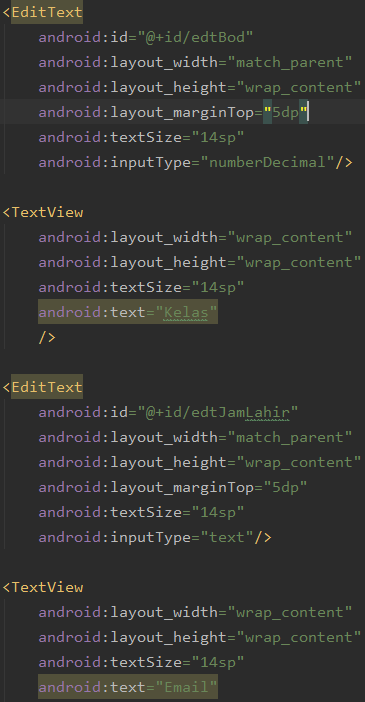 <EditText
android:id="@+id/edtBod"
android:layout_width="match_parent"
android:layout_height="wrap_content"
android:layout_marginTop="5dp"
android:textSize="14sp"
android:inputType="numberDecimal"/>
<TextView
android:layout_width="wrap_content"
android:layout_height="wrap_content"
android:textSize="14sp"
android:text="Kelas"
/>
<EditText
android:id="@+id/edtJamLahir"
android:layout_width="match_parent"
android:layout_height="wrap_content"
android:layout_marginTop="5dp"
android:textSize="14sp"
android:inputType="text"/>
<TextView
android:layout_width="wrap_content"
android:layout_height="wrap_content"
android:textSize="14sp"
android:text="Email"